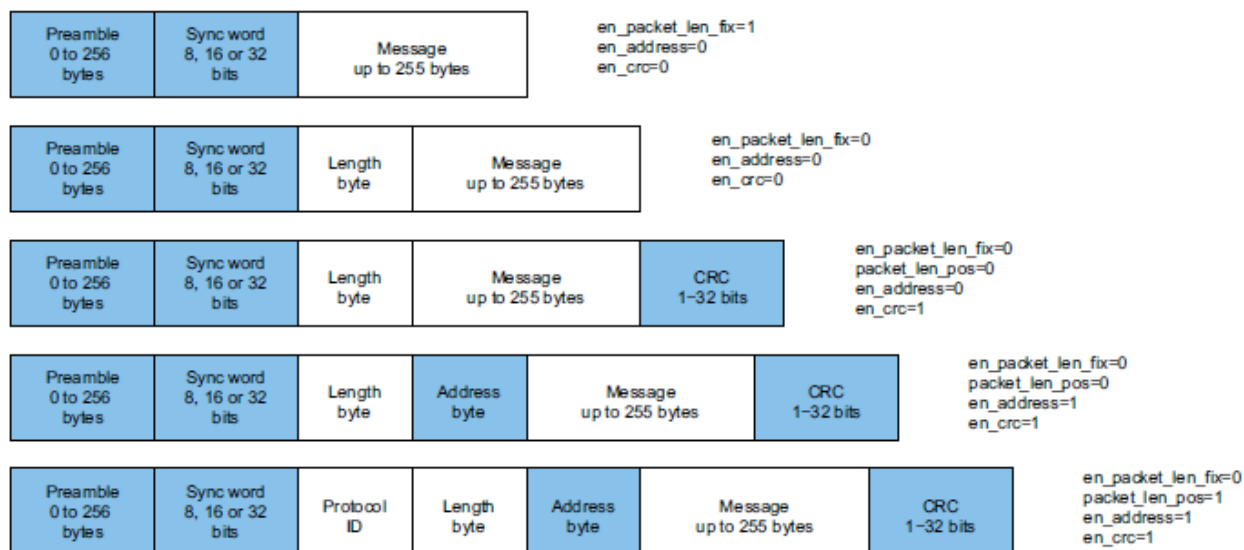 Preamble
0 to 256
bytes
Sync word
8, 16 or 32
bits
Message
up to 255 bytes
en_packet_len_fix=1
en_address=0
en_crc=0
Preamble
0 to 256
bytes
Sync word
8, 16 or 32
bits
Length
byte
Message
up to 255 bytes
en_packet_len_fix=0
en_address=0
en_crc=0
Preamble
0 to 256
bytes
Sync word
8, 16 or 32
bits
Length
byte
Message
up to 255 bytes
CRC
1–32 bits
en_packet_len_fix=0
packet_len_pos=0
en_address=0
en_crc=1
Preamble
0 to 256
bytes
Sync word
8, 16 or 32
bits
Length
byte
Address
byte
Message
up to 255 bytes
CRC
1–32 bits
en_packet_len_fix=0
packet_len_pos=0
en_address=1
en_crc=1
Preamble
0 to 256
bytes
Sync word
8, 16 or 32
bits
Protocol
ID
Length
byte
Address
byte
Message
up to 255 bytes
CRC
1–32 bits
en_packet_len_fix=0
packet_len_pos=1
en_address=1
en_crc=1